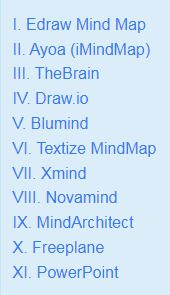 I. Edraw Mind Map
II. Ayoa (iMindMap)
III. TheBrain
IV. Draw.io
V. Blumind
VI. Textize MindMap
VII. Xmind
VIII. Novamind
IX. MindArchitect
X. Freeplane
XI. PowerPoint